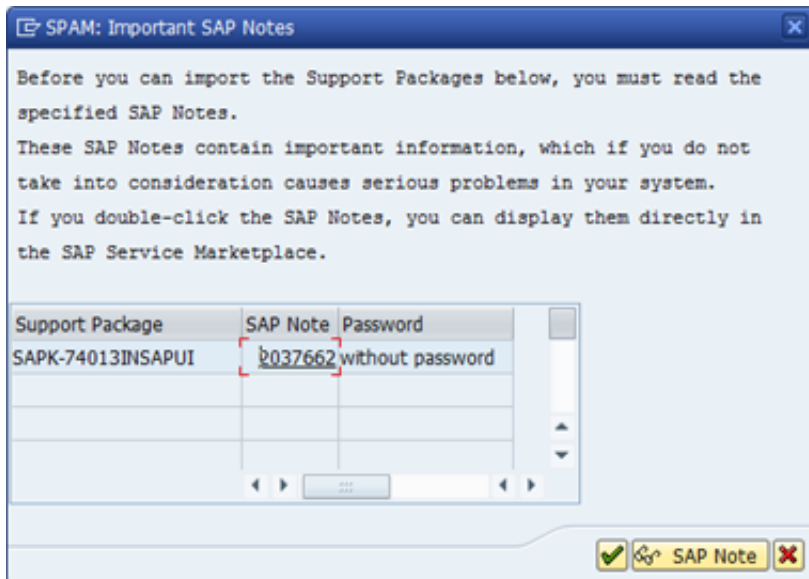 SPAM: Important SAP Notes
Before you can import the Support Packages below, you must read the
specified SAP Notes.
These SAP Notes contain important information, which if you do not
take into consideration causes serious problems in your system.
If you double-click the SAP Notes, you can display them directly in
the SAP Service Marketplace.
Support Package SAP Note Password
SAPK-74013INSAPUI 2037662 without password
SAP Note